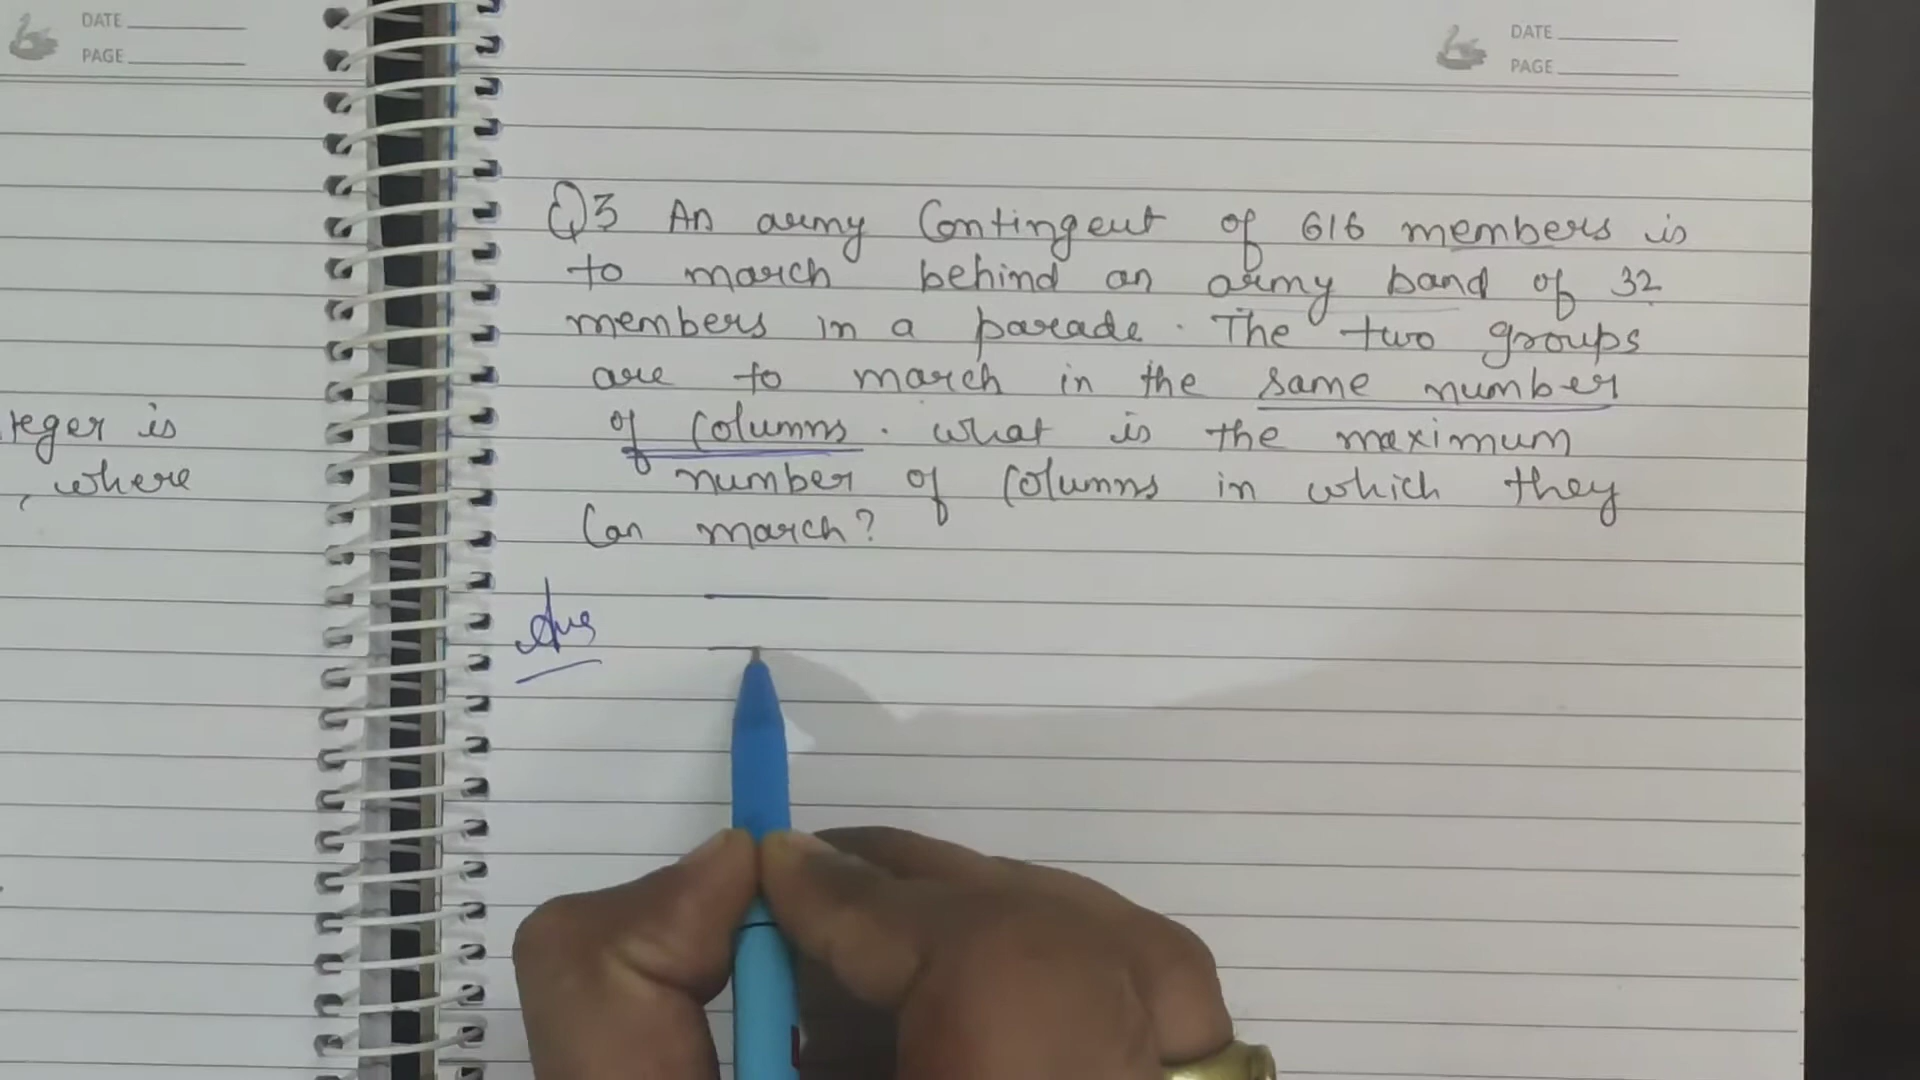 DATE
PAGE
DATE
PAGE
teger is
, where
Q3 An army Contingent of 616 members is
to march behind an army band of 32
members in a parade. The two groups
are to march in the same number
of Columns. what is the maximum
number of Columns in which they
Can march?
Ans